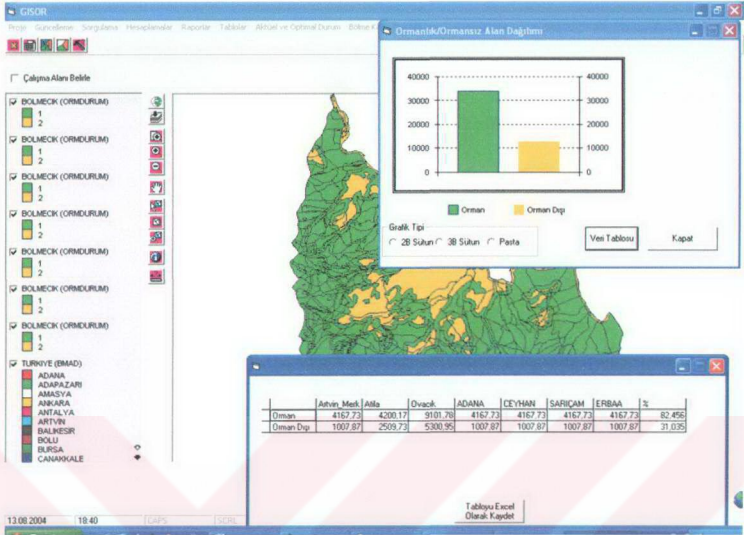 GISOR
Proje Güncelleme Sorgulama Hesaplamalar Raporlar Tablolar Aktüel ve Optimal Durum
Çalışma Alanı Belirle
BOLMECIK (ORMDURUM)
1
2
BOLMECIK (ORMDURUM)
1
2
BOLMECIK (ORMDURUM)
1
2
BOLMECIK (ORMDURUM)
1
2
BOLMECIK (ORMDURUM)
1
2
BOLMECIK (ORMDURUM)
1
2
BOLMECIK (ORMDURUM)
1
2
TURKIYE (BMAD)
ADANA
ADAPAZARI
AMASYA
ANKARA
ANTALYA
ARTVIN
BALIKESIR
BOLU
BURSA
CANAKKALE
Ormanlık/Ormansız Alan Dağılımı
40000 40000
30000 30000
20000 20000
10000 10000
0 0
Orman Orman Dışı
Grafik Tipi
2B Sütun 3B Sütun Pasta
Veri Tablosu Kapat
Artvin_Merk Atila Ovacık ADANA CEYHAN SARIÇAM ERBAA %
Orman 4167,73 4200,17 9101,78 4167,73 4167,73 4167,73 4167,73 82,456
Orman Dışı 1007,87 2509,73 5300,95 1007,87 1007,87 1007,87 1007,87 31,035
Tabloyu Excel
Olarak Kaydet
13.08.2004 18:40 CAPS SCRL